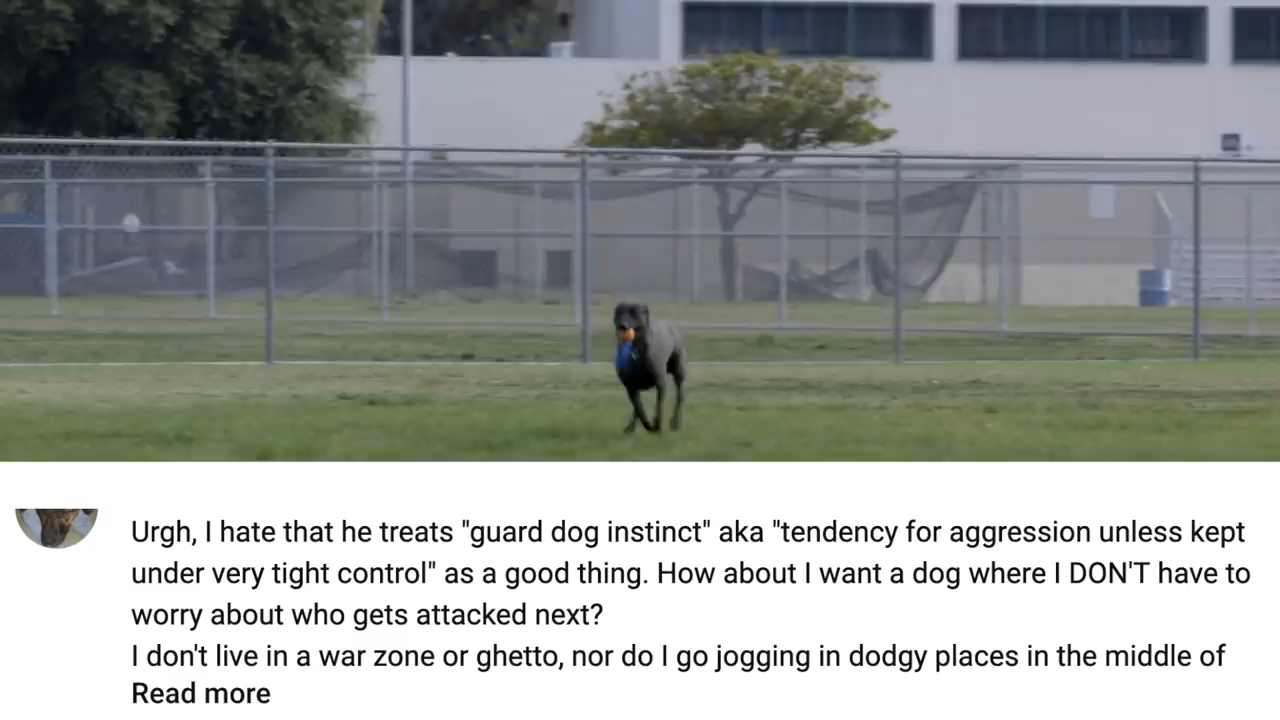 Urgh, I hate that he treats "guard dog instinct" aka "tendency for aggression unless kept
under very tight control" as a good thing. How about I want a dog where I DON'T have to
worry about who gets attacked next?
I don't live in a war zone or ghetto, nor do I go jogging in dodgy places in the middle of
Read more